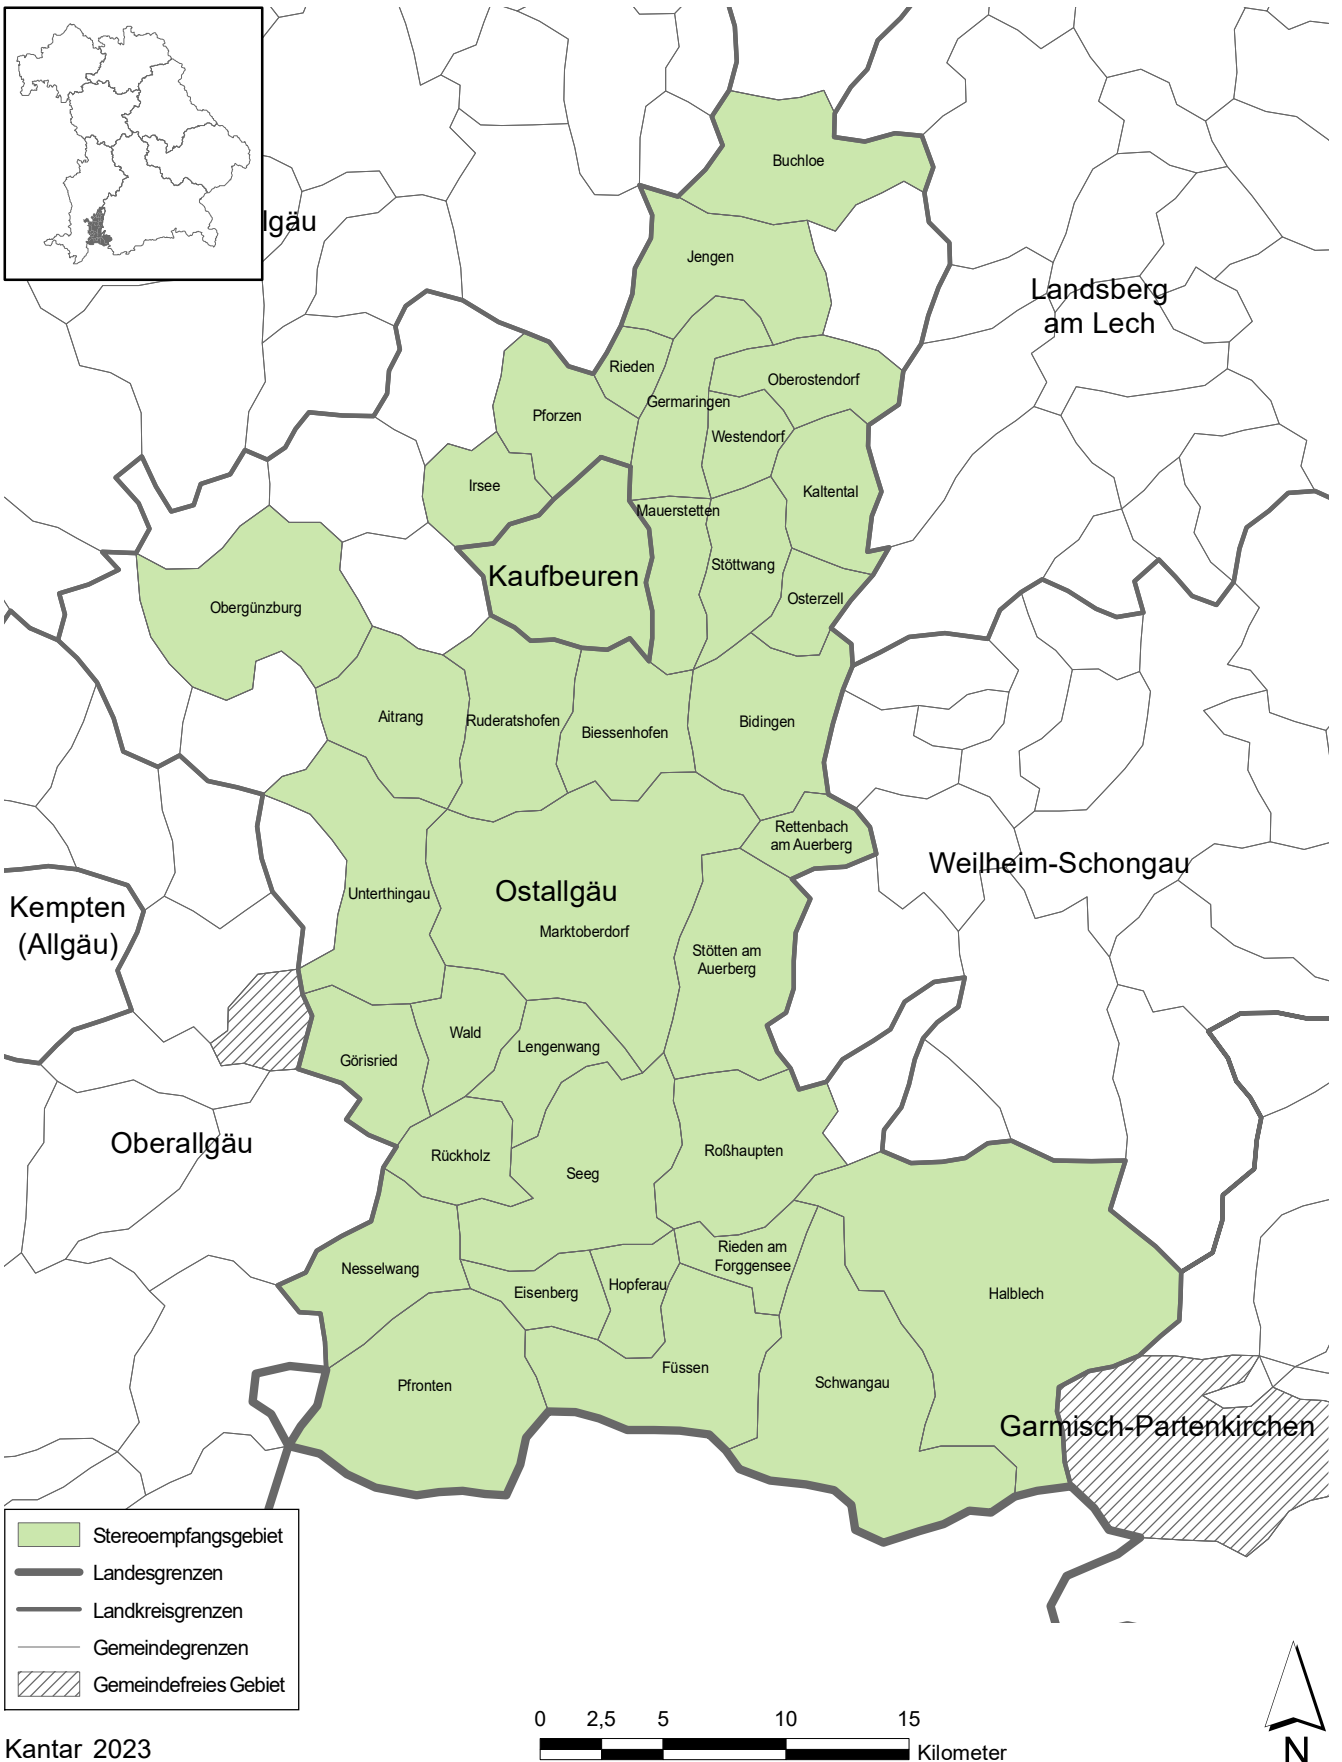 Buchloe
lgäu
Jengen
Landsberg
am Lech
Rieden
Oberostendorf
Germaringen
Pforzen
Westendorf
Irsee
Kaltental
Mauerstetten
Stöttwang
Kaufbeuren
Osterzell
Obergünzburg
Aitrang
Ruderatshofen
Biessenhofen
Bidingen
Rettenbach
am Auerberg
Weilheim-Schongau
Unterthingau
Ostallgäu
Kempten
(Allgäu)
Marktoberdorf
Stötten am
Auerberg
Wald
Lengenwang
Görisried
Oberallgäu
Rückholz
Roßhaupten
Seeg
Rieden am
Forggensee
Nesselwang
Eisenberg
Hopferau
Halblech
Füssen
Pfronten
Schwangau
Garmisch-Partenkirchen
Stereoempfangsgebiet
Landesgrenzen
Landkreisgrenzen
Gemeindegrenzen
Gemeindefreies Gebiet
0 2,5 5 10 15
Kilometer
N
Kantar 2023